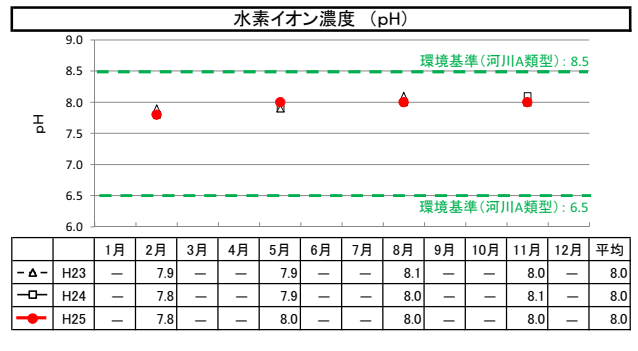 水素イオン濃度 （pH）
9.0
環境基準（河川A類型）：8.5
8.5
8.0
7.5
7.0
6.5
環境基準（河川A類型）：6.5
6.0
pH
1月 2月 3月 4月 5月 6月 7月 8月 9月 10月 11月 12月 平均
H23 — 7.9 — — 7.9 — — 8.1 — — 8.0 — 8.0
H24 — 7.8 — — 7.9 — — 8.0 — — 8.1 — 8.0
H25 — 7.8 — — 8.0 — — 8.0 — — 8.0 — 8.0